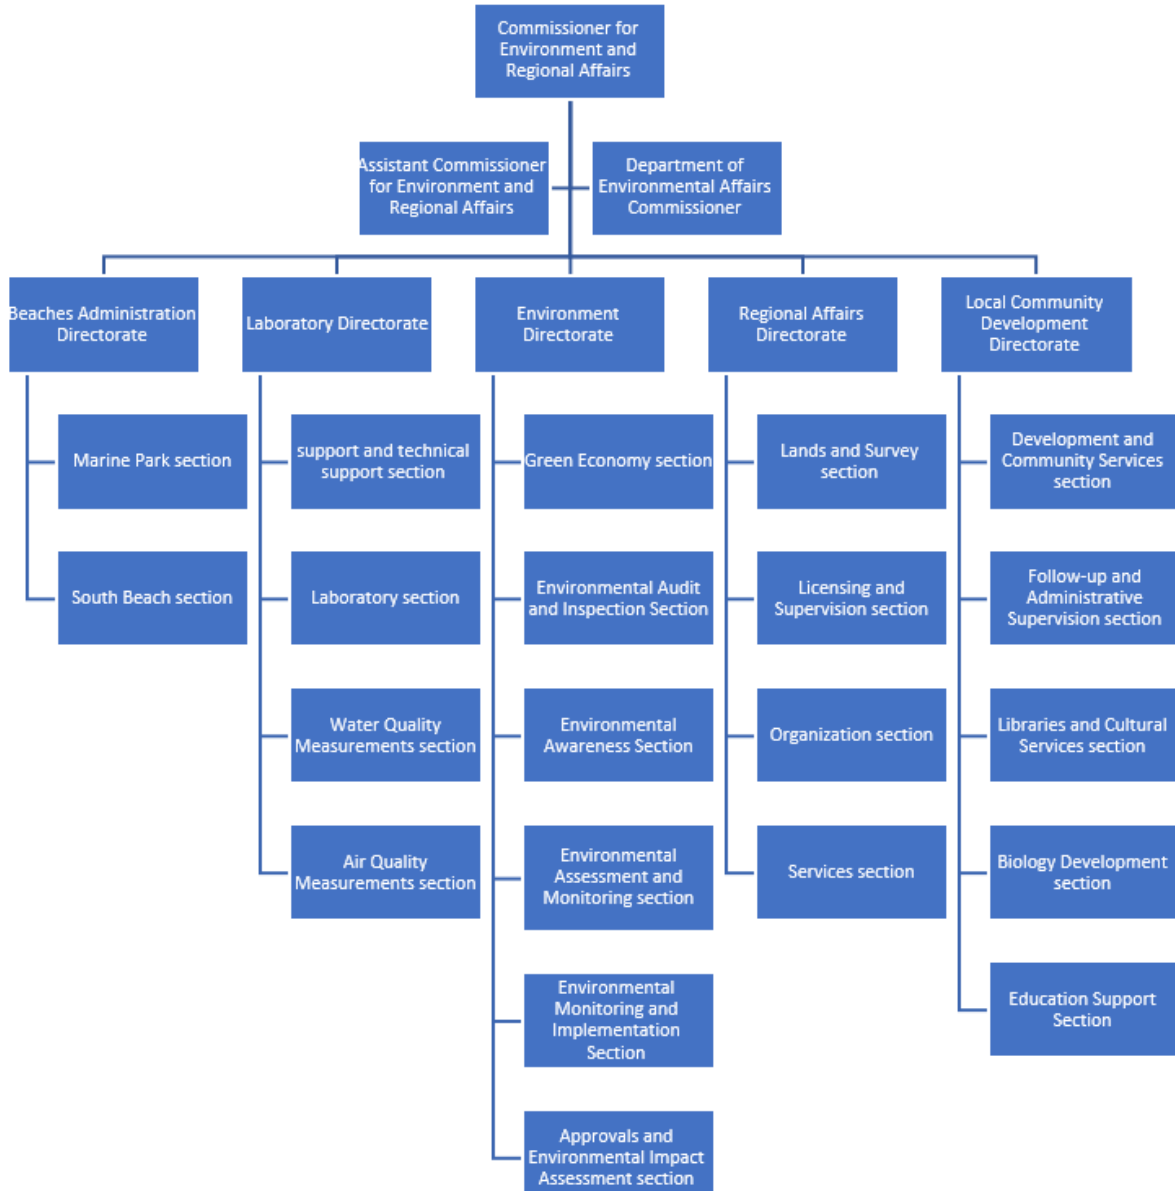 Commissioner for
Environment and
Regional Affairs
Assistant Commissioner
for Environment and
Regional Affairs
Department of
Environmental Affairs
Commissioner
Beaches Administration
Directorate
Laboratory Directorate
Environment
Directorate
Regional Affairs
Directorate
Local Community
Development
Directorate
Marine Park section
South Beach section
support and technical
support section
Laboratory section
Water Quality
Measurements section
Air Quality
Measurements section
Green Economy section
Environmental Audit
and Inspection Section
Environmental
Awareness Section
Environmental
Assessment and
Monitoring section
Environmental
Monitoring and
Implementation
Section
Approvals and
Environmental Impact
Assessment section
Lands and Survey
section
Licensing and
Supervision section
Organization section
Services section
Development and
Community Services
section
Follow-up and
Administrative
Supervision section
Libraries and Cultural
Services section
Biology Development
section
Education Support
Section